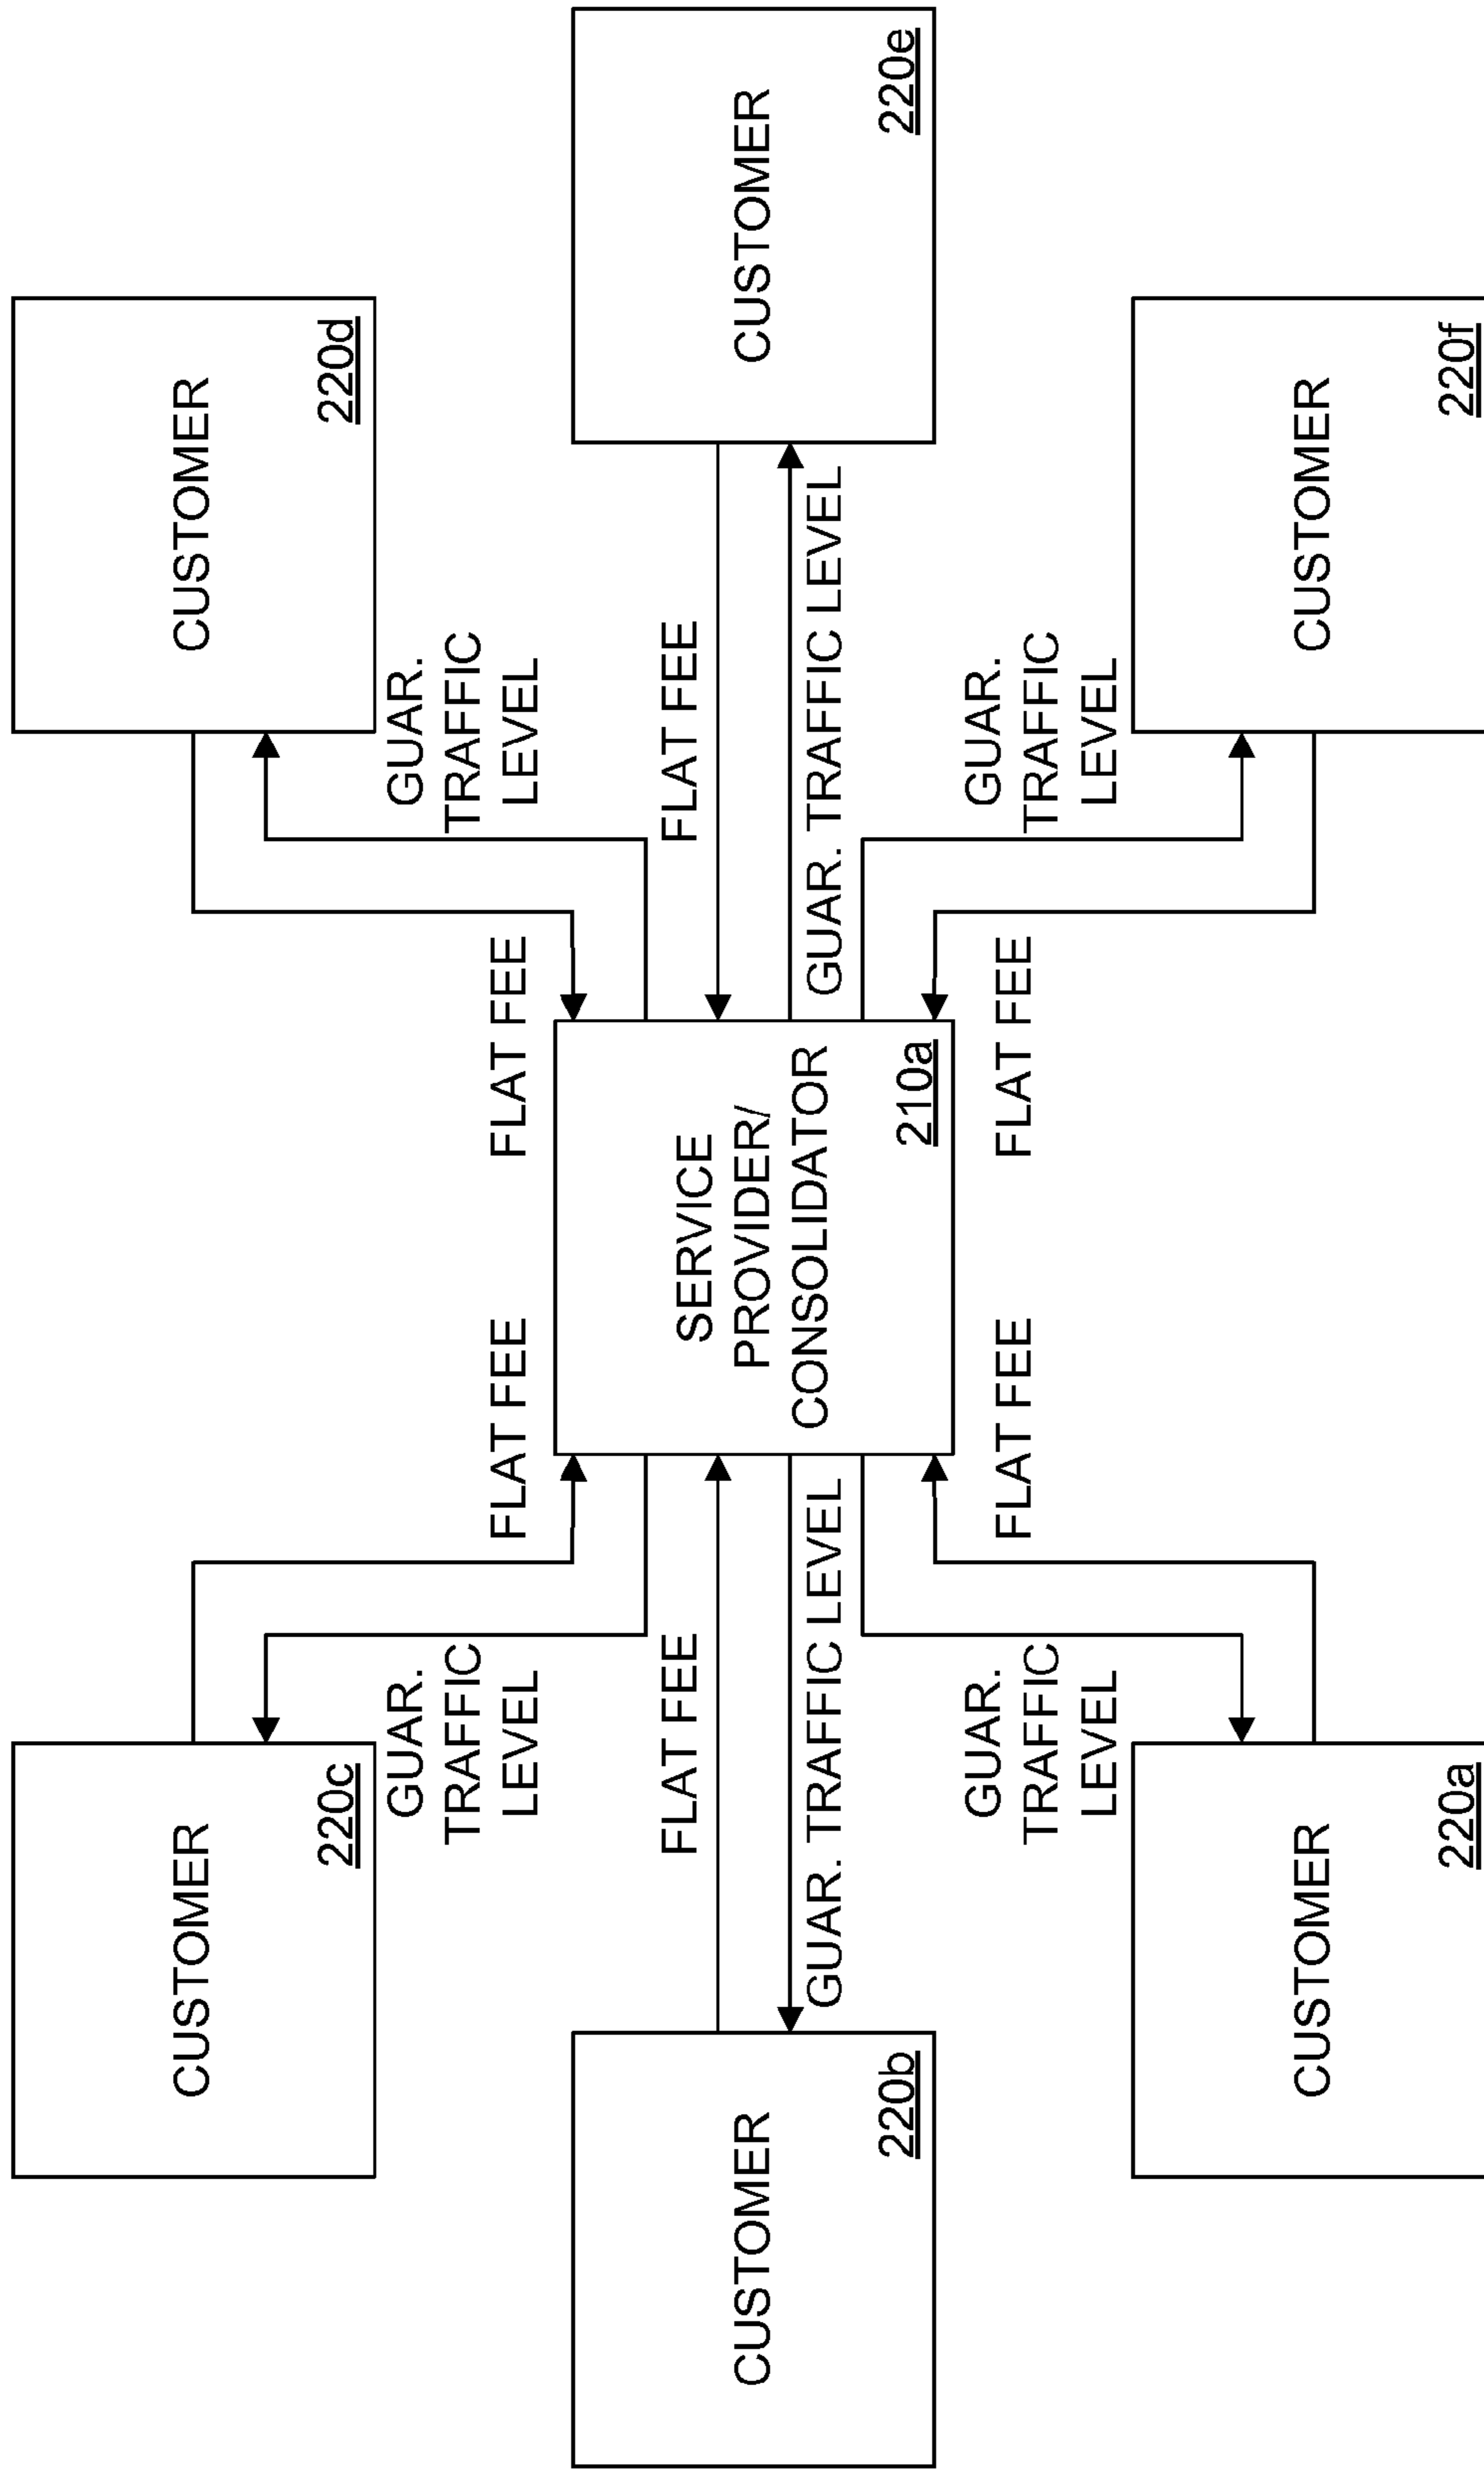 CUSTOMER
220c
CUSTOMER
220d
GUAR.
TRAFFIC
LEVEL
FLAT FEE
FLAT FEE
GUAR.
TRAFFIC
LEVEL
CUSTOMER
220b
FLAT FEE
GUAR. TRAFFIC LEVEL
SERVICE
PROVIDER/
CONSOLIDATOR
210a
FLAT FEE
GUAR. TRAFFIC LEVEL
CUSTOMER
220e
GUAR.
TRAFFIC
LEVEL
FLAT FEE
FLAT FEE
GUAR.
TRAFFIC
LEVEL
CUSTOMER
220a
CUSTOMER
220f